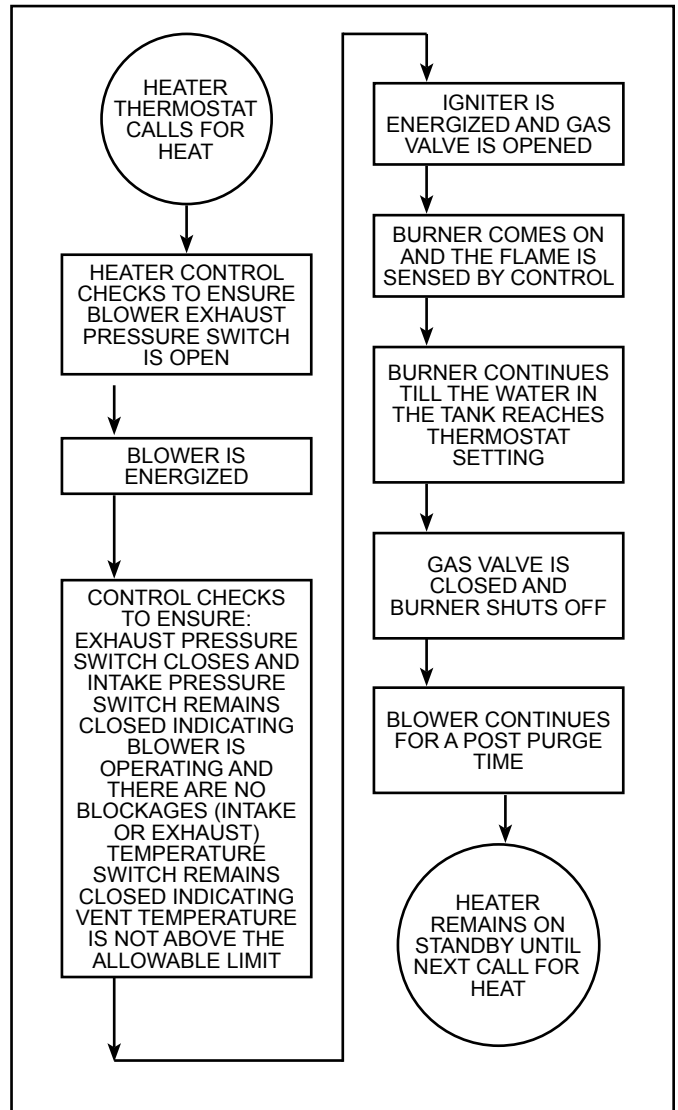 HEATER
THERMOSTAT
CALLS FOR
HEAT
HEATER CONTROL
CHECKS TO ENSURE
BLOWER EXHAUST
PRESSURE SWITCH
IS OPEN
BLOWER IS
ENERGIZED
CONTROL CHECKS
TO ENSURE:
EXHAUST PRESSURE
SWITCH CLOSES AND
INTAKE PRESSURE
SWITCH REMAINS
CLOSED INDICATING
BLOWER IS
OPERATING AND
THERE ARE NO
BLOCKAGES (INTAKE
OR EXHAUST)
TEMPERATURE
SWITCH REMAINS
CLOSED INDICATING
VENT TEMPERATURE
IS NOT ABOVE THE
ALLOWABLE LIMIT
IGNITER IS
ENERGIZED AND GAS
VALVE IS OPENED
BURNER COMES ON
AND THE FLAME IS
SENSED BY CONTROL
BURNER CONTINUES
TILL THE WATER IN
THE TANK REACHES
THERMOSTAT
SETTING
GAS VALVE IS
CLOSED AND
BURNER SHUTS OFF
BLOWER CONTINUES
FOR A POST PURGE
TIME
HEATER
REMAINS ON
STANDBY UNTIL
NEXT CALL FOR
HEAT